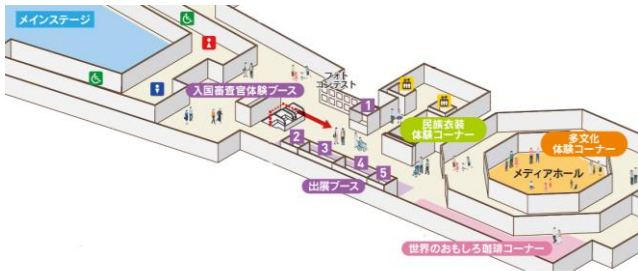 メインステージ
入国審査官体験ブース
フォト
コンテスト
1
2
3
4
5
出展ブース
民族衣装
体験コーナー
多文化
体験コーナー
メディアホール
世界のおもしろ珈琲コーナー